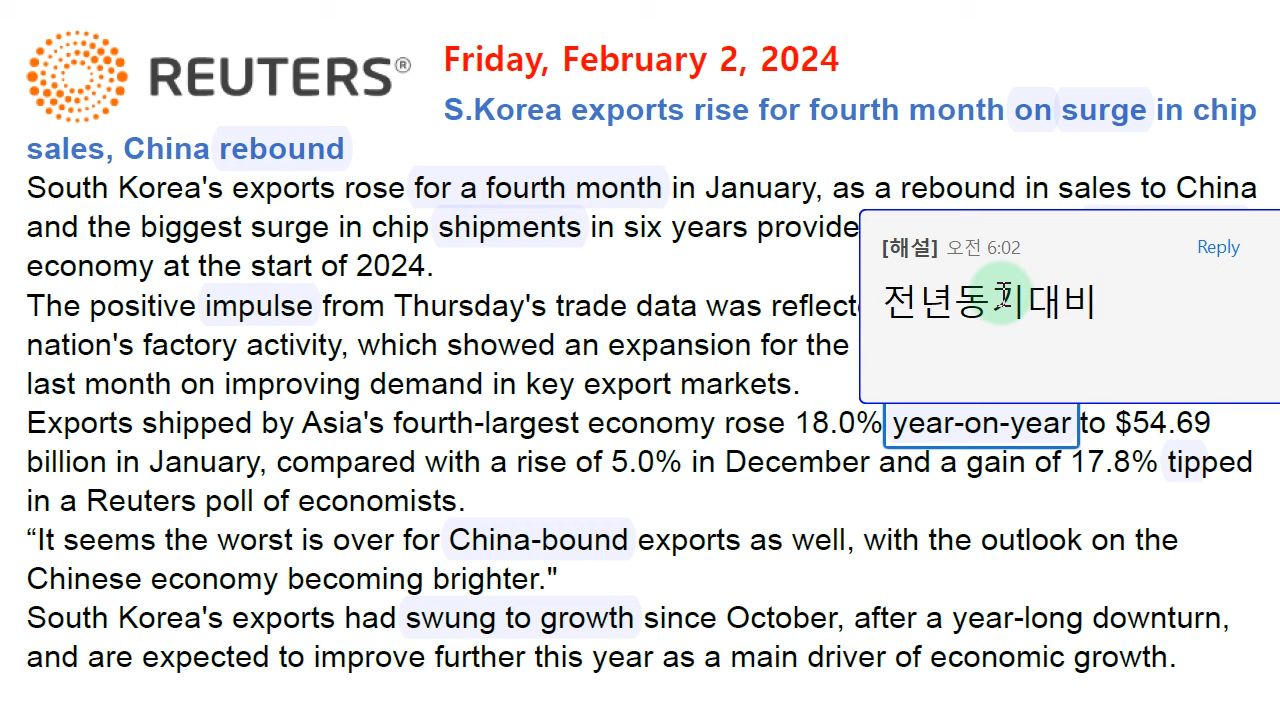 REUTERS®
Friday, February 2, 2024
S.Korea exports rise for fourth month on surge in chip
sales, China rebound
South Korea's exports rose for a fourth month in January, as a rebound in sales to China
and the biggest surge in chip shipments in six years provide
economy at the start of 2024.
[해설] 오전 6:02 Reply
전년동기대비
The positive impulse from Thursday's trade data was reflecte
nation's factory activity, which showed an expansion for the
last month on improving demand in key export markets.
Exports shipped by Asia's fourth-largest economy rose 18.0% year-on-year to $54.69
billion in January, compared with a rise of 5.0% in December and a gain of 17.8% tipped
in a Reuters poll of economists.
“It seems the worst is over for China-bound exports as well, with the outlook on the
Chinese economy becoming brighter."
South Korea's exports had swung to growth since October, after a year-long downturn,
and are expected to improve further this year as a main driver of economic growth.